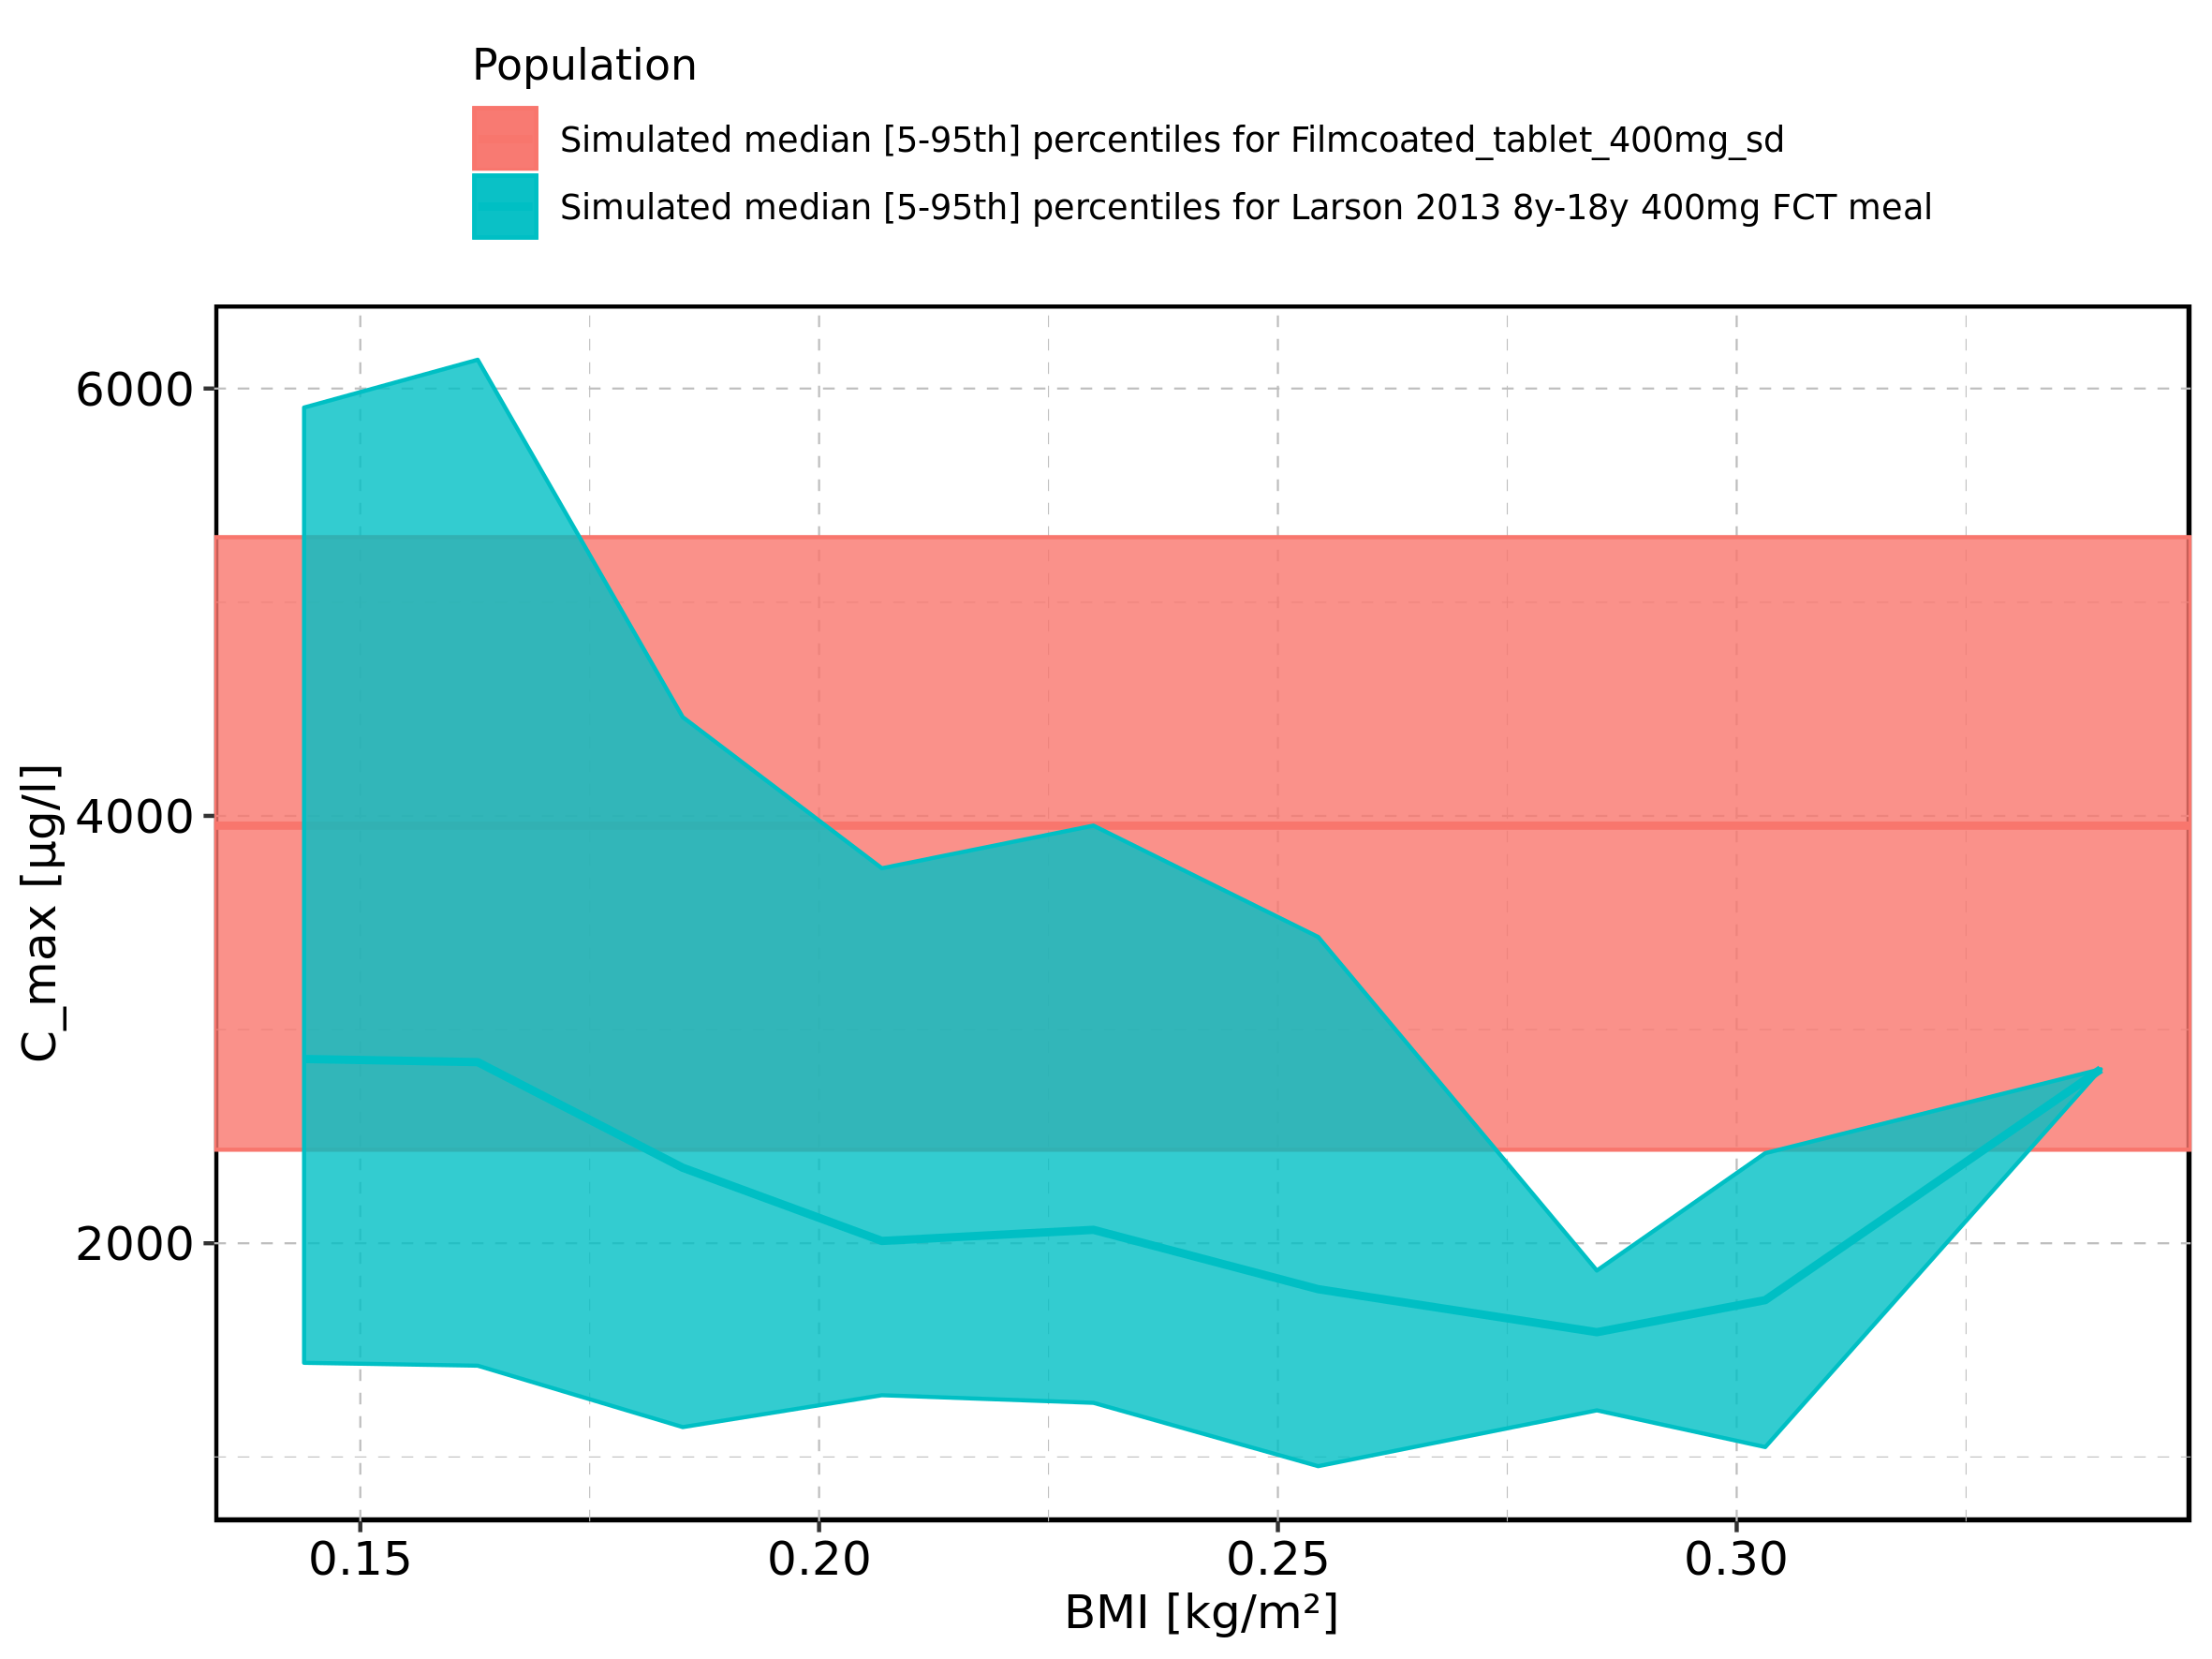 Population
Simulated median [5-95th] percentiles for Filmcoated_tablet_400mg_sd
Simulated median [5-95th] percentiles for Larson 2013 8y-18y 400mg FCT meal
C_max [µg/l]
6000
4000
2000
0.15 0.20 0.25 0.30
BMI [kg/m²]